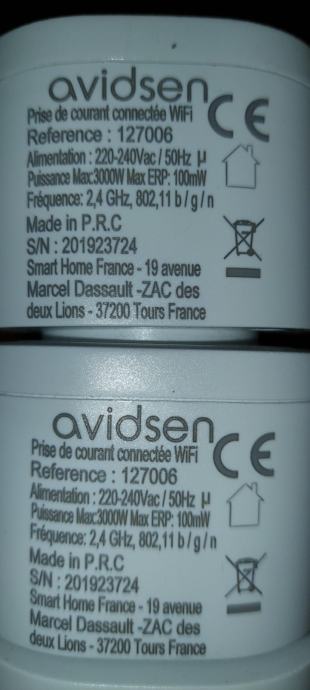 avidsen
Prise de courant connectée WiFi
Reference : 127006
Alimentation : 220-240Vac / 50Hz μ
Puissance Max:3000W Max ERP: 100mW
Fréquence: 2,4 GHz, 802,11 b / g / n
Made in P.R.C
S/N : 201923724
Smart Home France - 19 avenue
Marcel Dassault -ZAC des
deux Lions - 37200 Tours France
CE
avidsen
Prise de courant connectée WiFi
Reference : 127006
Alimentation : 220-240Vac / 50Hz μ
Puissance Max:3000W Max ERP: 100mW
Fréquence: 2,4 GHz, 802,11 b / g / n
Made in P.R.C
S/N : 201923724
Smart Home France - 19 avenue
Marcel Dassault -ZAC des
deux Lions - 37200 Tours France
CE